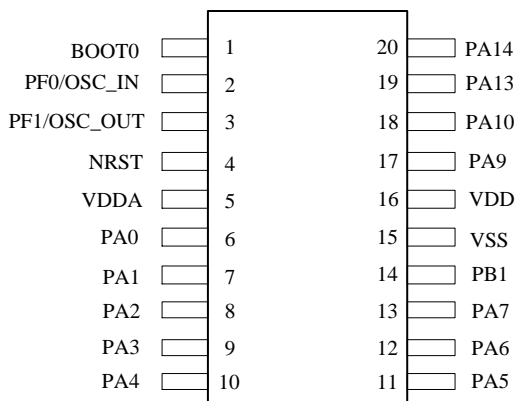 BOOT0 1 20 PA14
PF0/OSC_IN 2 19 PA13
PF1/OSC_OUT 3 18 PA10
NRST 4 17 PA9
VDDA 5 16 VDD
PA0 6 15 VSS
PA1 7 14 PB1
PA2 8 13 PA7
PA3 9 12 PA6
PA4 10 11 PA5